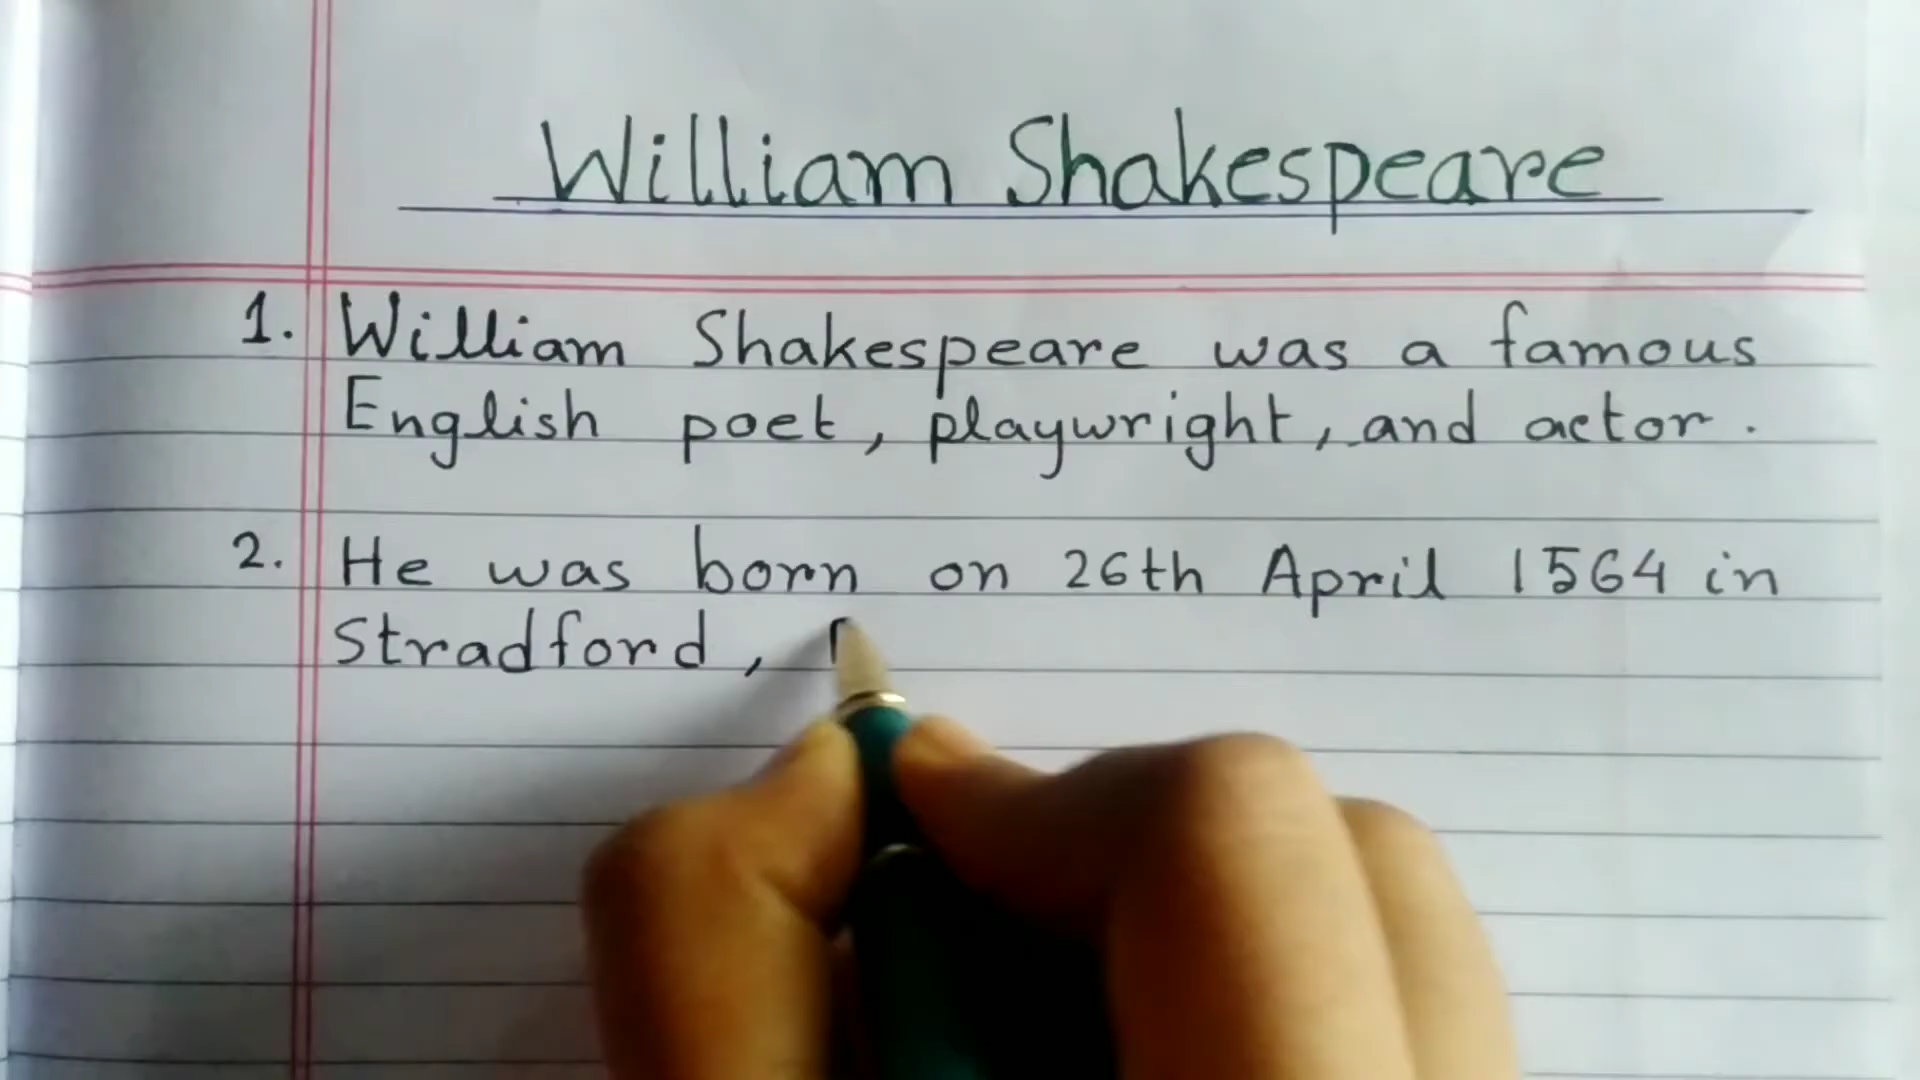 William Shakespeare
1. William Shakespeare was a famous
English poet, playwright, and actor.
2. He was born on 26th April 1564 in
Stradford,